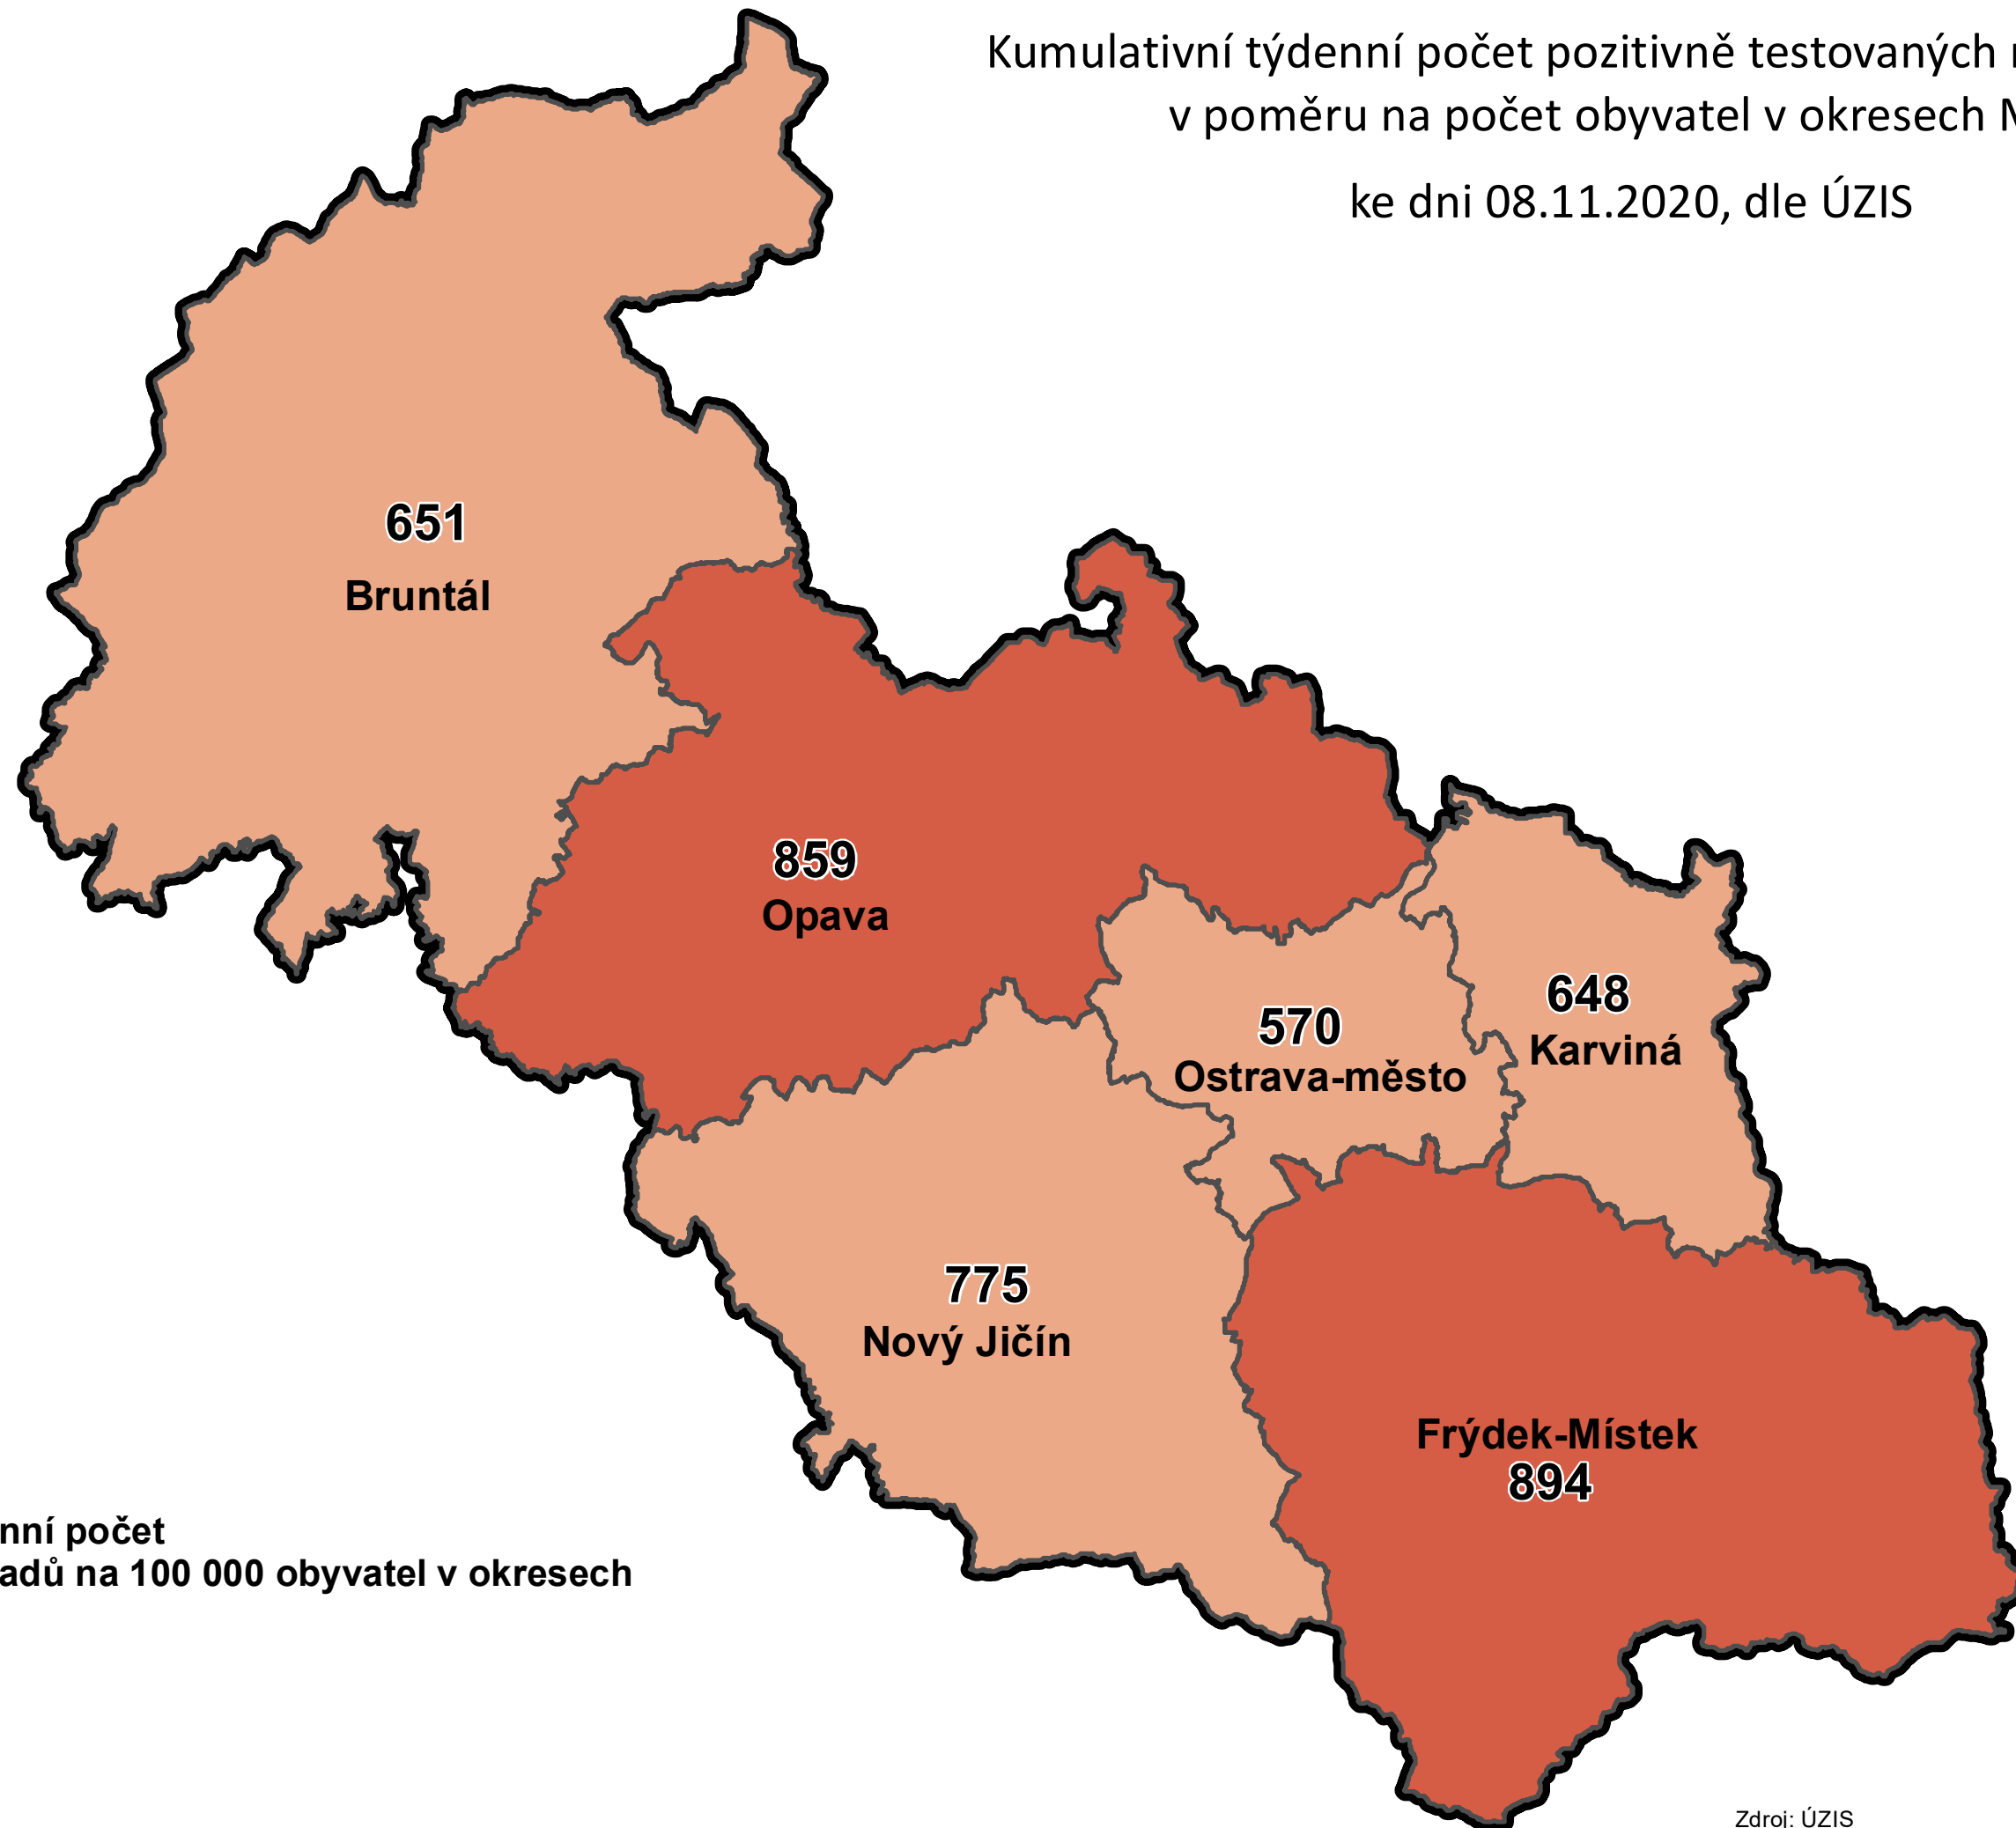 Kumulativní týdenní počet pozitivně testovaných
v poměru na počet obyvatel v okresech
ke dni 08.11.2020, dle ÚZIS
651
Bruntál
859
Opava
648
Karviná
570
Ostrava-město
775
Nový Jičín
Frýdek-Místek
894
nní počet
adů na 100 000 obyvatel v okresech
Zdroj: ÚZIS